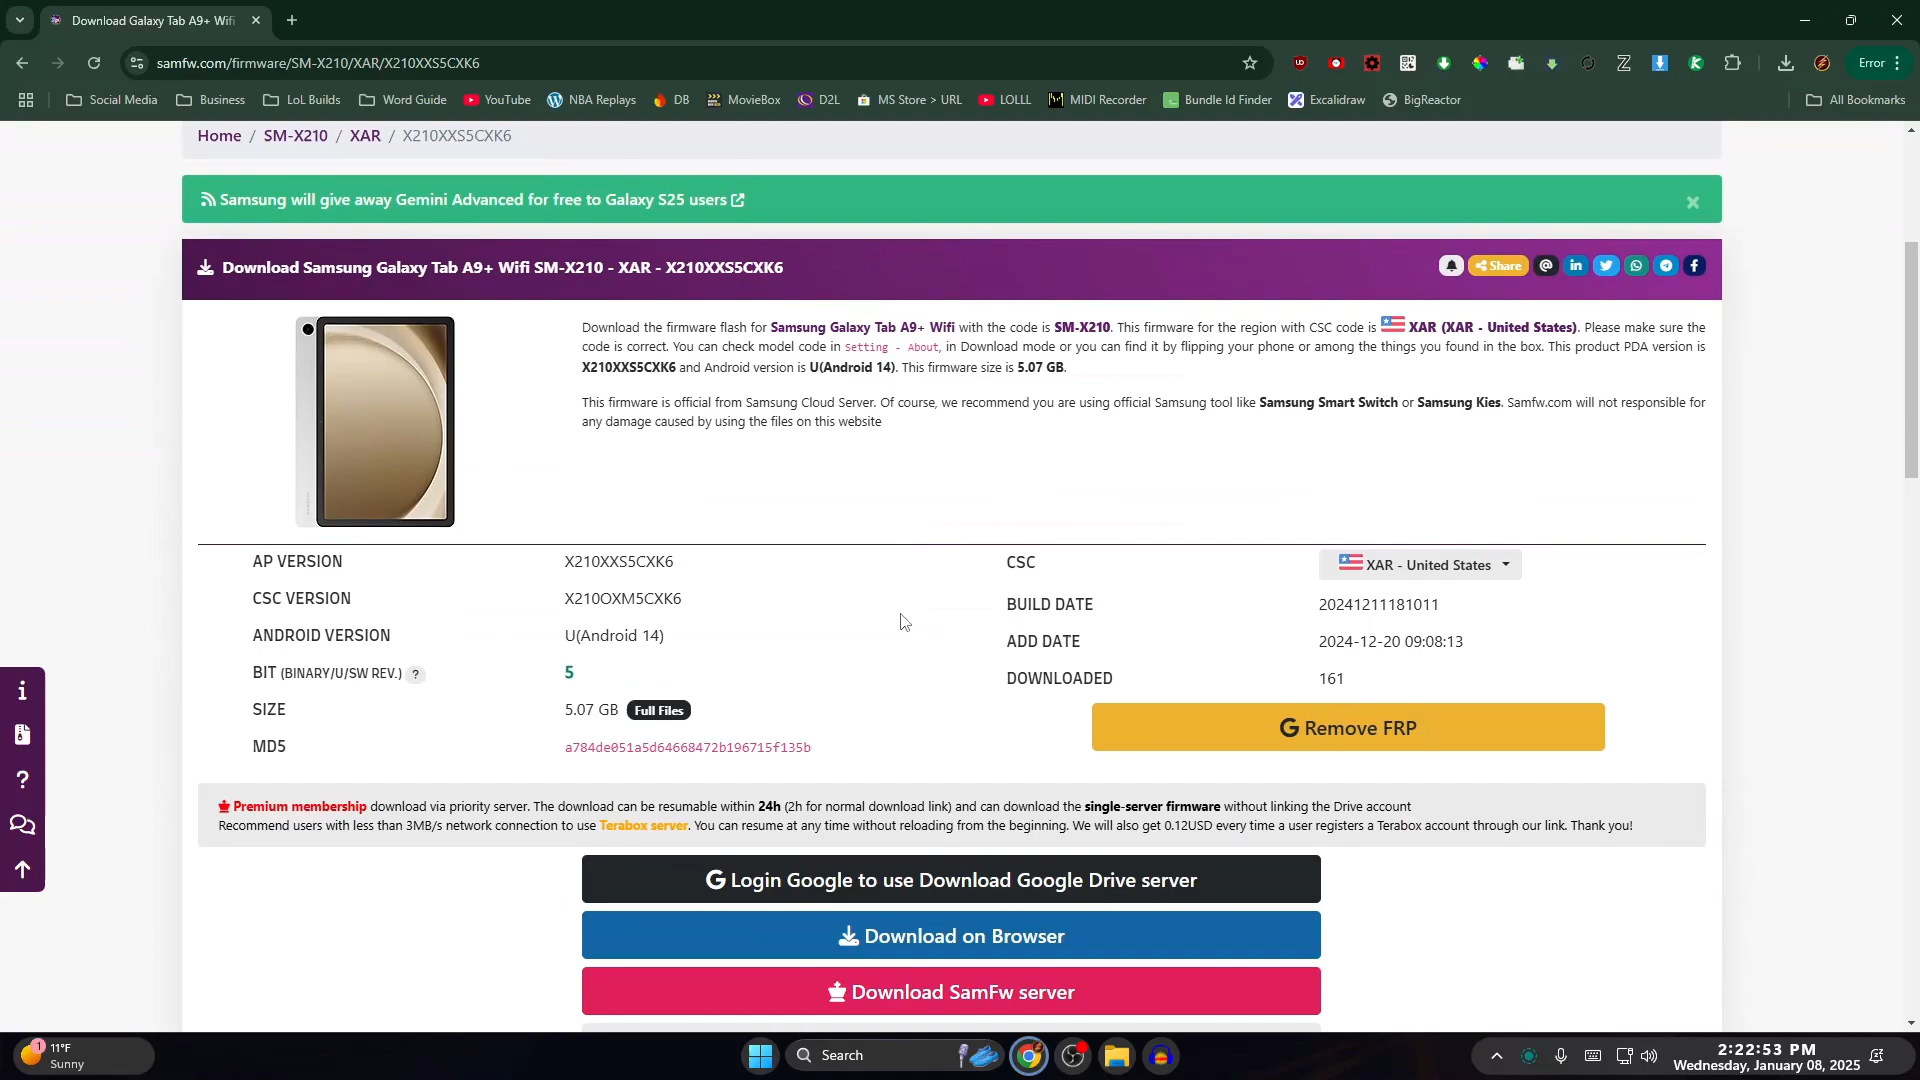 Download Galaxy Tab A9+ Wifi
samfw.com/firmware/SM-X210/XAR/X210XXS5CXK6
Error
Social Media
Business
LoL Builds
Word Guide
YouTube
NBA Replays
DB
MovieBox
D2L
MS Store > URL
LOLLL
MIDI Recorder
Bundle Id Finder
Excalidraw
BigReactor
All Bookmarks
Home / SM-X210 / XAR / X210XXS5CXK6
Samsung will give away Gemini Advanced for free to Galaxy S25 users
Download Samsung Galaxy Tab A9+ Wifi SM-X210 - XAR - X210XXS5CXK6
Share
Download the firmware flash for Samsung Galaxy Tab A9+ Wifi with the code is SM-X210. This firmware for the region with CSC code is XAR (XAR - United States). Please make sure the
code is correct. You can check model code in Setting - About, in Download mode or you can find it by flipping your phone or among the things you found in the box. This product PDA version is
X210XXS5CXK6 and Android version is U(Android 14). This firmware size is 5.07 GB.
This firmware is official from Samsung Cloud Server. Of course, we recommend you are using official Samsung tool like Samsung Smart Switch or Samsung Kies. Samfw.com will not responsible for
any damage caused by using the files on this website
AP VERSION X210XXS5CXK6
CSC VERSION X210OXM5CXK6
ANDROID VERSION U(Android 14)
BIT (BINARY/U/SW REV.) ? 5
SIZE 5.07 GB Full Files
MD5 a784de051a5d64668472b196715f135b
CSC XAR - United States
BUILD DATE 20241211181011
ADD DATE 2024-12-20 09:08:13
DOWNLOADED 161
Remove FRP
Premium membership download via priority server. The download can be resumable within 24h (2h for normal download link) and can download the single-server firmware without linking the Drive account
Recommend users with less than 3MB/s network connection to use Terabox server. You can resume at any time without reloading from the beginning. We will also get 0.12USD every time a user registers a Terabox account through our link. Thank you!
Login Google to use Download Google Drive server
Download on Browser
Download SamFw server
1
11°F
Sunny
Search
2:22:53 PM
Wednesday, January 08, 2025